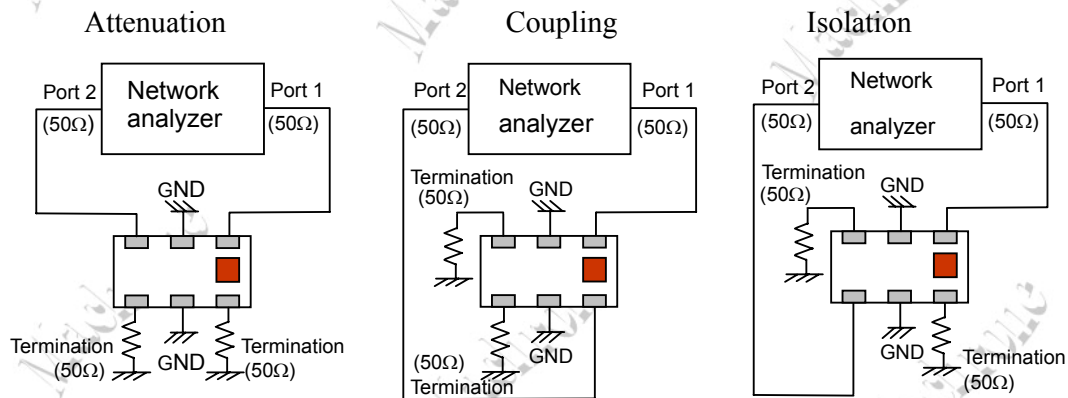 Attenuation
Port 2
(50Ω)
Network
analyzer
Port 1
(50Ω)
GND
Termination
(50Ω)
GND
Termination
(50Ω)
Coupling
Port 2
(50Ω)
Network
analyzer
Port 1
(50Ω)
Termination
(50Ω)
GND
(50Ω)
Termination
GND
Isolation
Port 2
(50Ω)
Network
analyzer
Port 1
(50Ω)
Termination
(50Ω)
GND
GND
Termination
(50Ω)